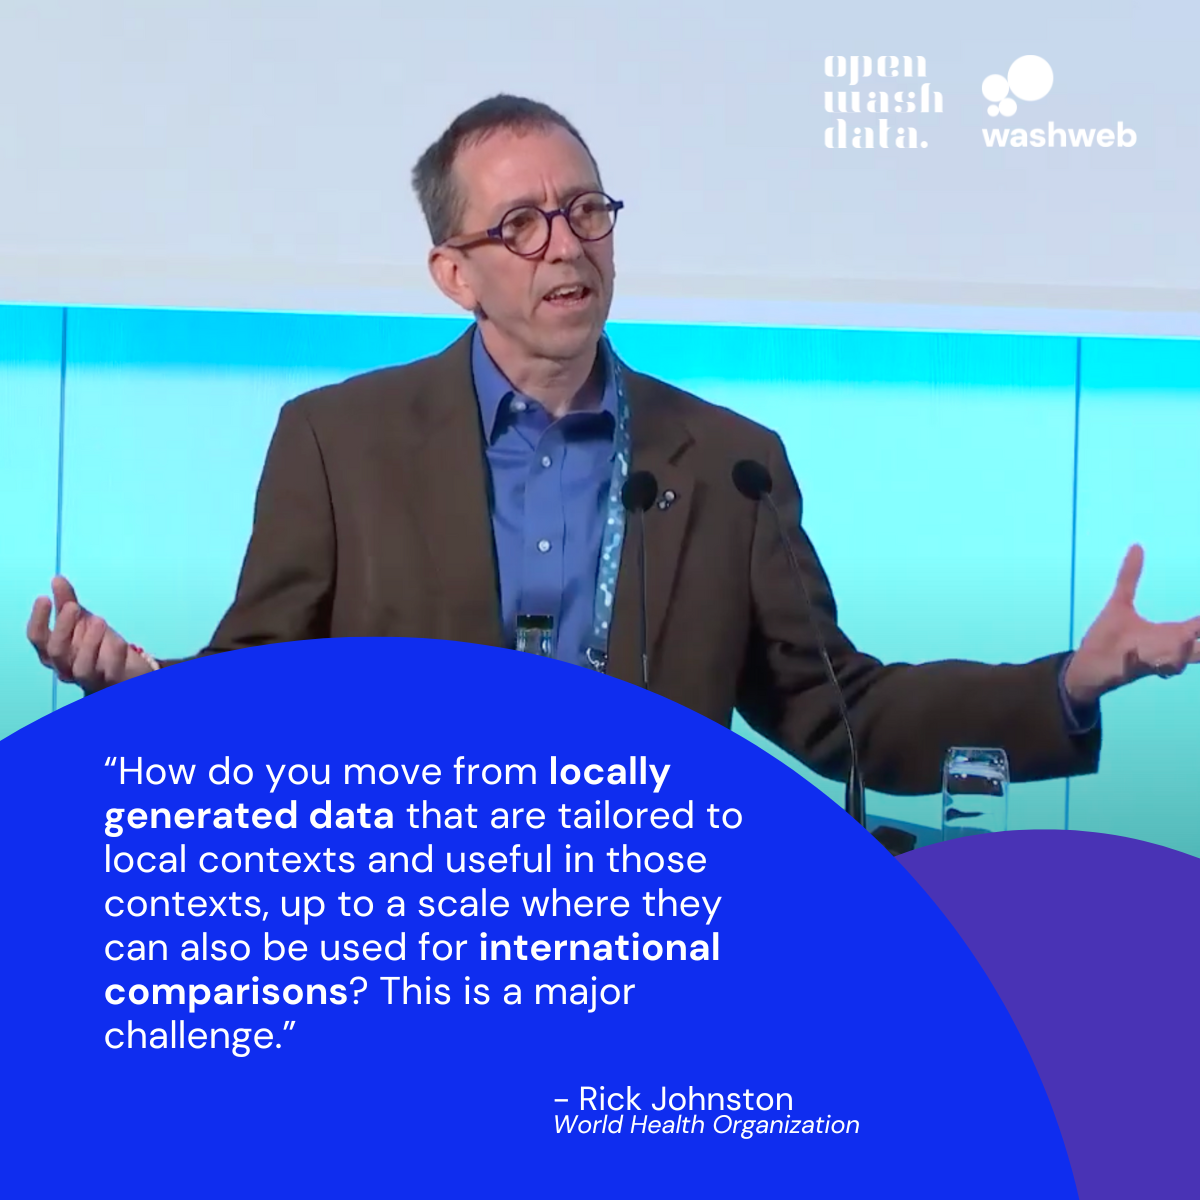 open
wash
data.
washweb
“How do you move from locally
generated data that are tailored to
local contexts and useful in those
contexts, up to a scale where they
can also be used for international
comparisons? This is a major
challenge.”
– Rick Johnston
World Health Organization